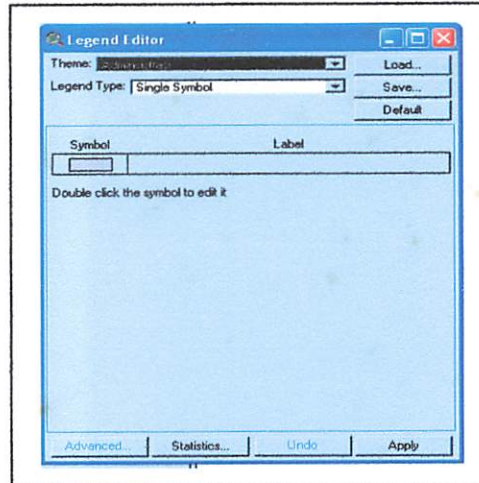 Legend Editor
Theme:
Load...
Legend Type: Single Symbol
Save...
Default
Symbol Label
Double click the symbol to edit it
Advanced... Statistics... Undo Apply